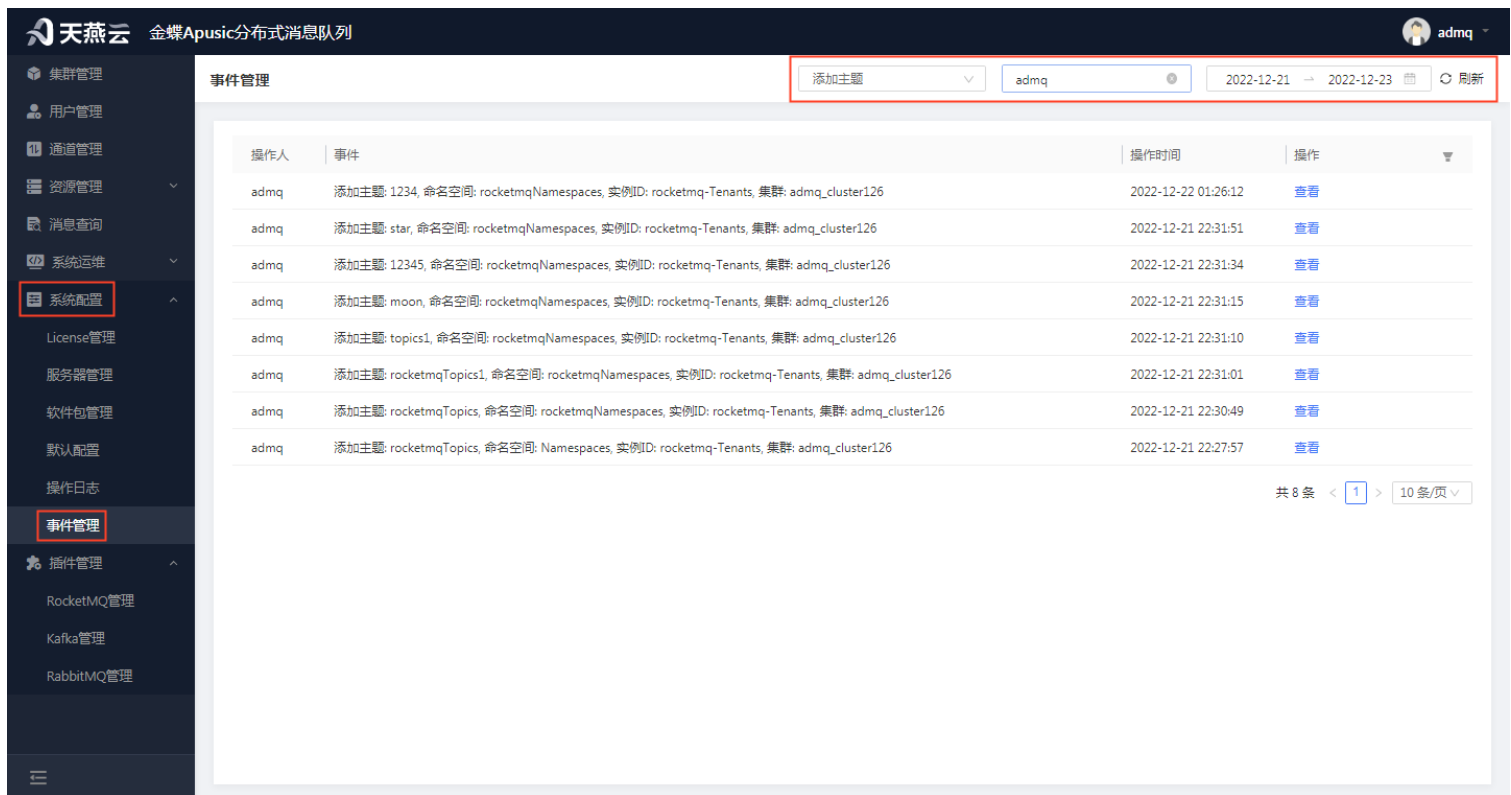 天燕云 金蝶Apusic分布式消息队列 admq
集群管理
用户管理
通道管理
资源管理
消息查询
系统运维
系统配置
License管理
服务器管理
软件包管理
默认配置
操作日志
事件管理
插件管理
RocketMQ管理
Kafka管理
RabbitMQ管理
事件管理 添加主题 admq 2022-12-21 → 2022-12-23 刷新
操作人 事件 操作时间 操作
admq 添加主题: 1234, 命名空间: rocketmqNamespaces, 实例ID: rocketmq-Tenants, 集群: admq_cluster126 2022-12-22 01:26:12 查看
admq 添加主题: star, 命名空间: rocketmqNamespaces, 实例ID: rocketmq-Tenants, 集群: admq_cluster126 2022-12-21 22:31:51 查看
admq 添加主题: 12345, 命名空间: rocketmqNamespaces, 实例ID: rocketmq-Tenants, 集群: admq_cluster126 2022-12-21 22:31:34 查看
admq 添加主题: moon, 命名空间: rocketmqNamespaces, 实例ID: rocketmq-Tenants, 集群: admq_cluster126 2022-12-21 22:31:15 查看
admq 添加主题: topics1, 命名空间: rocketmqNamespaces, 实例ID: rocketmq-Tenants, 集群: admq_cluster126 2022-12-21 22:31:10 查看
admq 添加主题: rocketmqTopics1, 命名空间: rocketmqNamespaces, 实例ID: rocketmq-Tenants, 集群: admq_cluster126 2022-12-21 22:31:01 查看
admq 添加主题: rocketmqTopics, 命名空间: rocketmqNamespaces, 实例ID: rocketmq-Tenants, 集群: admq_cluster126 2022-12-21 22:30:49 查看
admq 添加主题: rocketmqTopics, 命名空间: Namespaces, 实例ID: rocketmq-Tenants, 集群: admq_cluster126 2022-12-21 22:27:57 查看
共 8 条 < 1 > 10 条/页